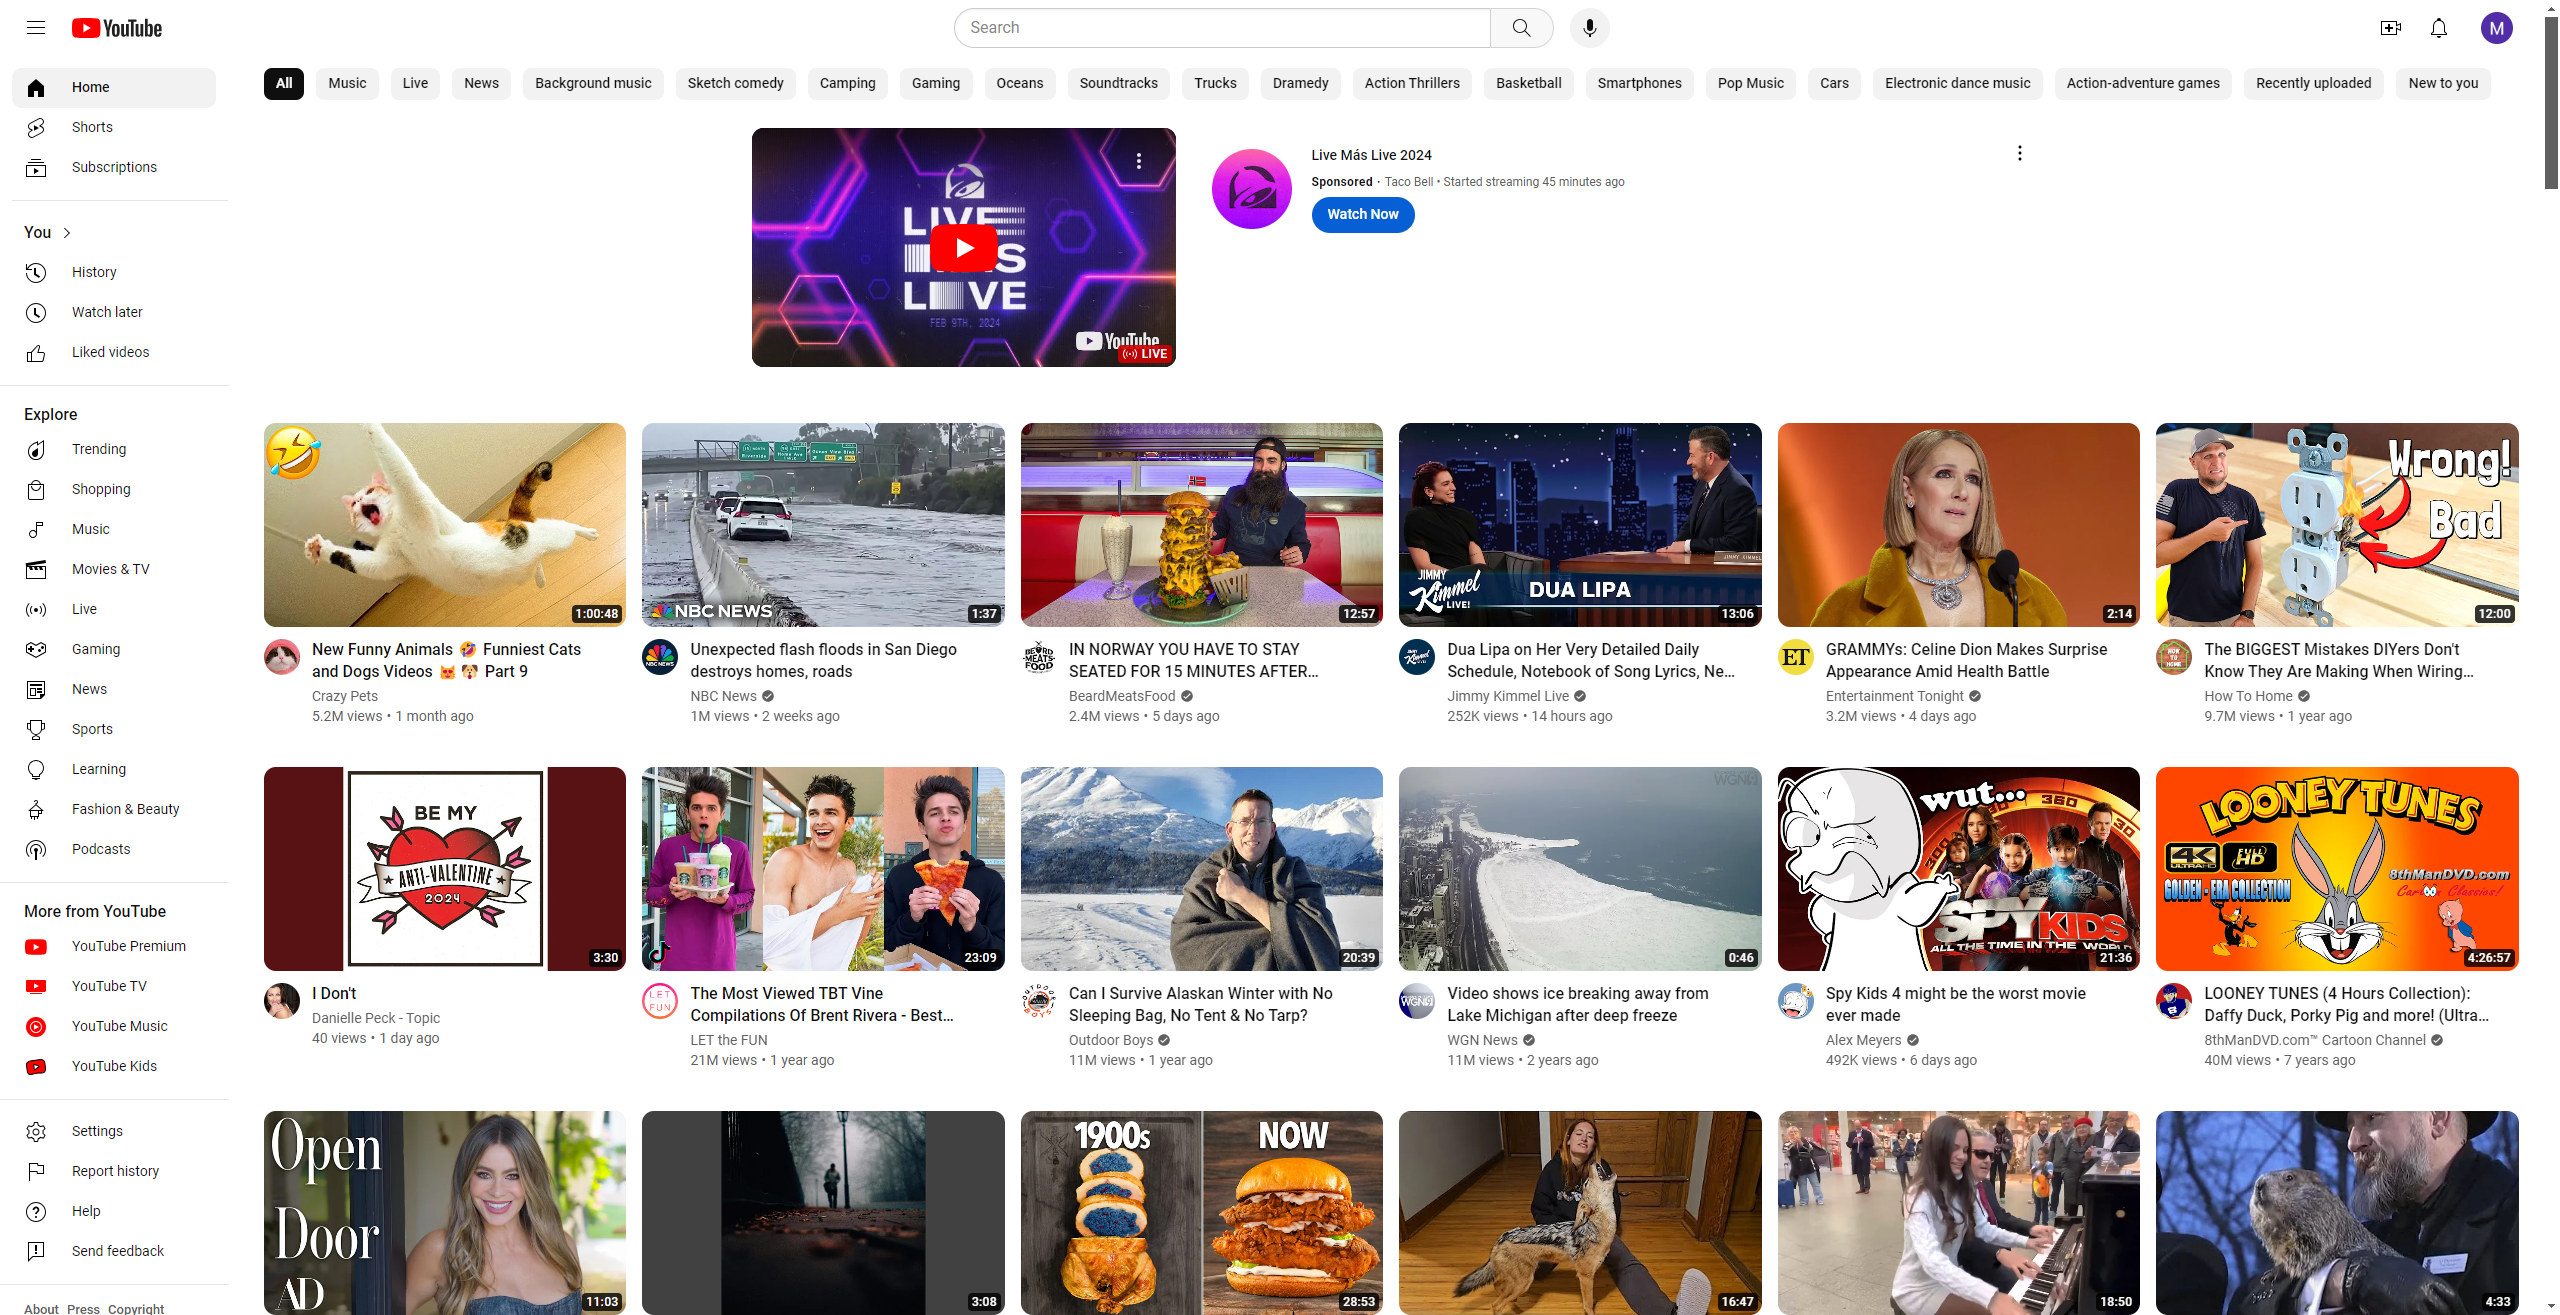 YouTube
Search
M
Home
Shorts
Subscriptions
You
History
Watch later
Liked videos
Explore
Trending
Shopping
Music
Movies & TV
Live
Gaming
News
Sports
Learning
Fashion & Beauty
Podcasts
More from YouTube
YouTube Premium
YouTube TV
YouTube Music
YouTube Kids
Settings
Report history
Help
Send feedback
About Press Copyright
All
Music
Live
News
Background music
Sketch comedy
Camping
Gaming
Oceans
Soundtracks
Trucks
Dramedy
Action Thrillers
Basketball
Smartphones
Pop Music
Cars
Electronic dance music
Action-adventure games
Recently uploaded
New to you
LIVE
MÁS
LIVE
FEB 9TH, 2024
YouTube
LIVE
Live Más Live 2024
Sponsored · Taco Bell • Started streaming 45 minutes ago
Watch Now
1:00:48
New Funny Animals 🤣 Funniest Cats
and Dogs Videos 😻 🐶 Part 9
Crazy Pets
5.2M views • 1 month ago
NBC NEWS
1:37
Unexpected flash floods in San Diego
destroys homes, roads
NBC News
1M views • 2 weeks ago
12:57
BEARD
MEATS
FOOD
IN NORWAY YOU HAVE TO STAY
SEATED FOR 15 MINUTES AFTER...
BeardMeatsFood
2.4M views • 5 days ago
JIMMY KIMMEL
JIMMY
Kimmel
LIVE!
DUA LIPA
13:06
Dua Lipa on Her Very Detailed Daily
Schedule, Notebook of Song Lyrics, Ne...
Jimmy Kimmel Live
252K views • 14 hours ago
2:14
ET
GRAMMYs: Celine Dion Makes Surprise
Appearance Amid Health Battle
Entertainment Tonight
3.2M views • 4 days ago
Wrong!
Bad
12:00
HOW
TO
HOME
The BIGGEST Mistakes DIYers Don't
Know They Are Making When Wiring...
How To Home
9.7M views • 1 year ago
BE MY
ANTI-VALENTINE
2024
3:30
I Don't
Danielle Peck - Topic
40 views • 1 day ago
23:09
LET
FUN
The Most Viewed TBT Vine
Compilations Of Brent Rivera - Best...
LET the FUN
21M views • 1 year ago
20:39
OUTDOOR
BOYS
Can I Survive Alaskan Winter with No
Sleeping Bag, No Tent & No Tarp?
Outdoor Boys
11M views • 1 year ago
WGN9
0:46
WGN9
Video shows ice breaking away from
Lake Michigan after deep freeze
WGN News
11M views • 2 years ago
wut...
360
30
300
SPY KIDS
ALL THE TIME IN THE WORLD
21:36
Spy Kids 4 might be the worst movie
ever made
Alex Meyers
492K views • 6 days ago
LOONEY TUNES
4K
ULTRA HD
FULL
HD
GOLDEN-ERA COLLECTION
8thManDVD.com
Cartoon Classics!
4:26:57
LOONEY TUNES (4 Hours Collection):
Daffy Duck, Porky Pig and more! (Ultra...
8thManDVD.com™ Cartoon Channel
40M views • 7 years ago
Open
Door
AD
11:03
3:08
1900s
NOW
28:53
16:47
18:50
4:33